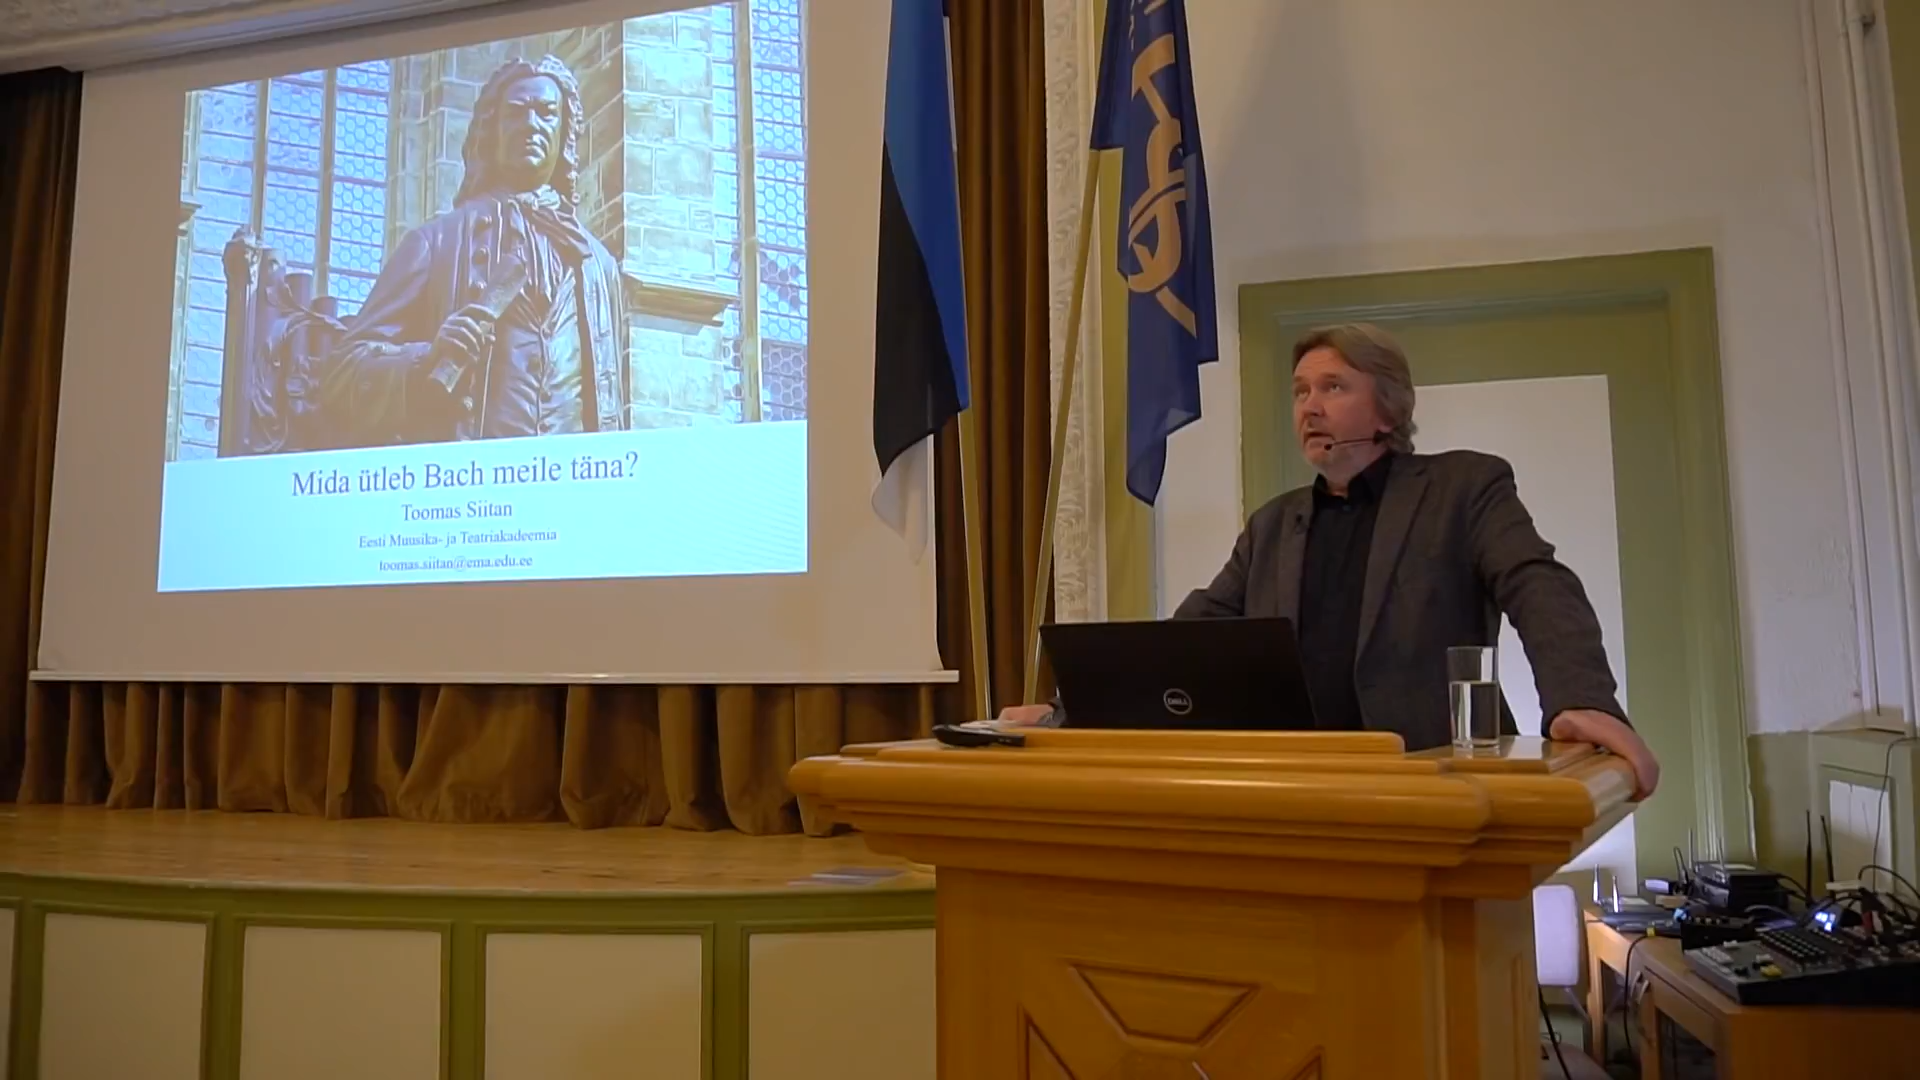 Mida ütleb Bach meile täna?
Toomas Siitan
Eesti Muusika- ja Teatriakadeemia
toomas.siitan@ema.edu.ee
DELL